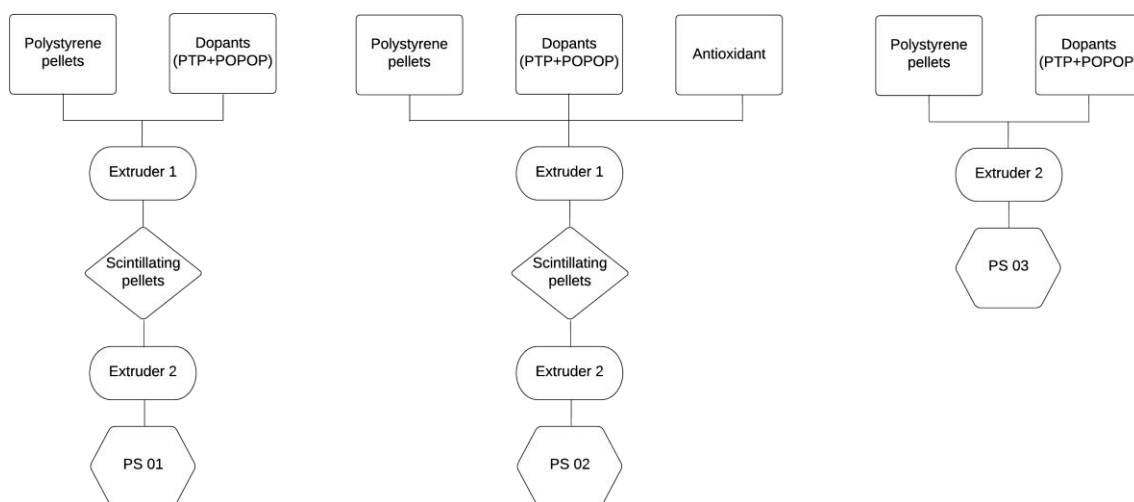 Polystyrene
pellets
Dopants
(PTP+POPOP)
Extruder 1
Scintillating
pellets
Extruder 2
PS 01
Polystyrene
pellets
Dopants
(PTP+POPOP)
Antioxidant
Extruder 1
Scintillating
pellets
Extruder 2
PS 02
Polystyrene
pellets
Dopants
(PTP+POPOP
Extruder 2
PS 03